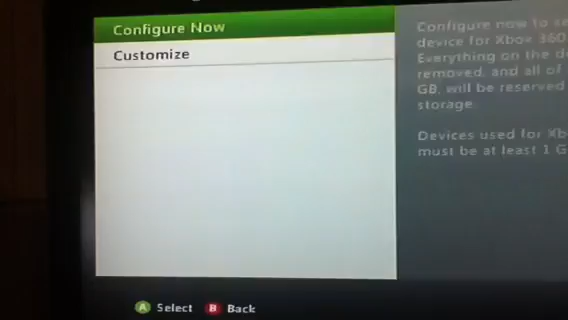 Configure Now
Customize
Configure now to
device for Xbox 360
Everything on the
removed, and all of
GB, will be reserved
storage.
Devices used for
must be at least 1
A Select B Back